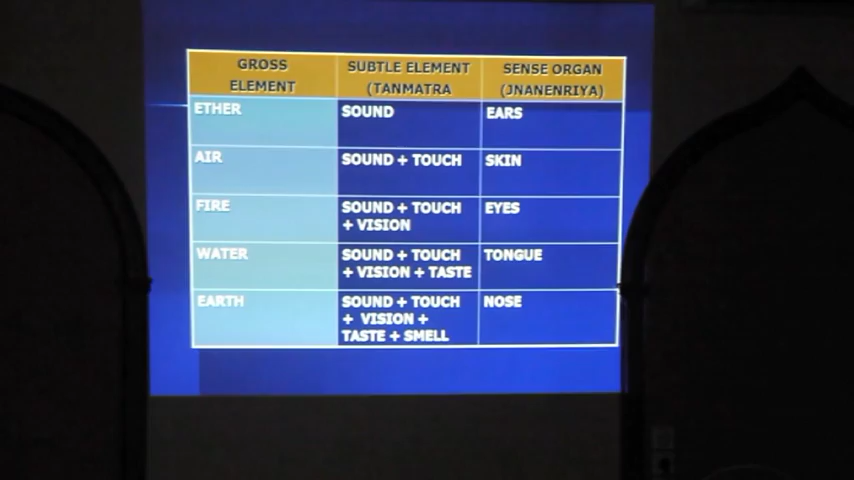 GROSS ELEMENT
SUBTLE ELEMENT (TANMATRA
SENSE ORGAN (JNANENRIYA)
ETHER
SOUND
EARS
AIR
SOUND + TOUCH
SKIN
FIRE
SOUND + TOUCH
+ VISION
EYES
WATER
SOUND + TOUCH
+ VISION + TASTE
TONGUE
EARTH
SOUND + TOUCH
+ VISION +
TASTE + SMELL
NOSE